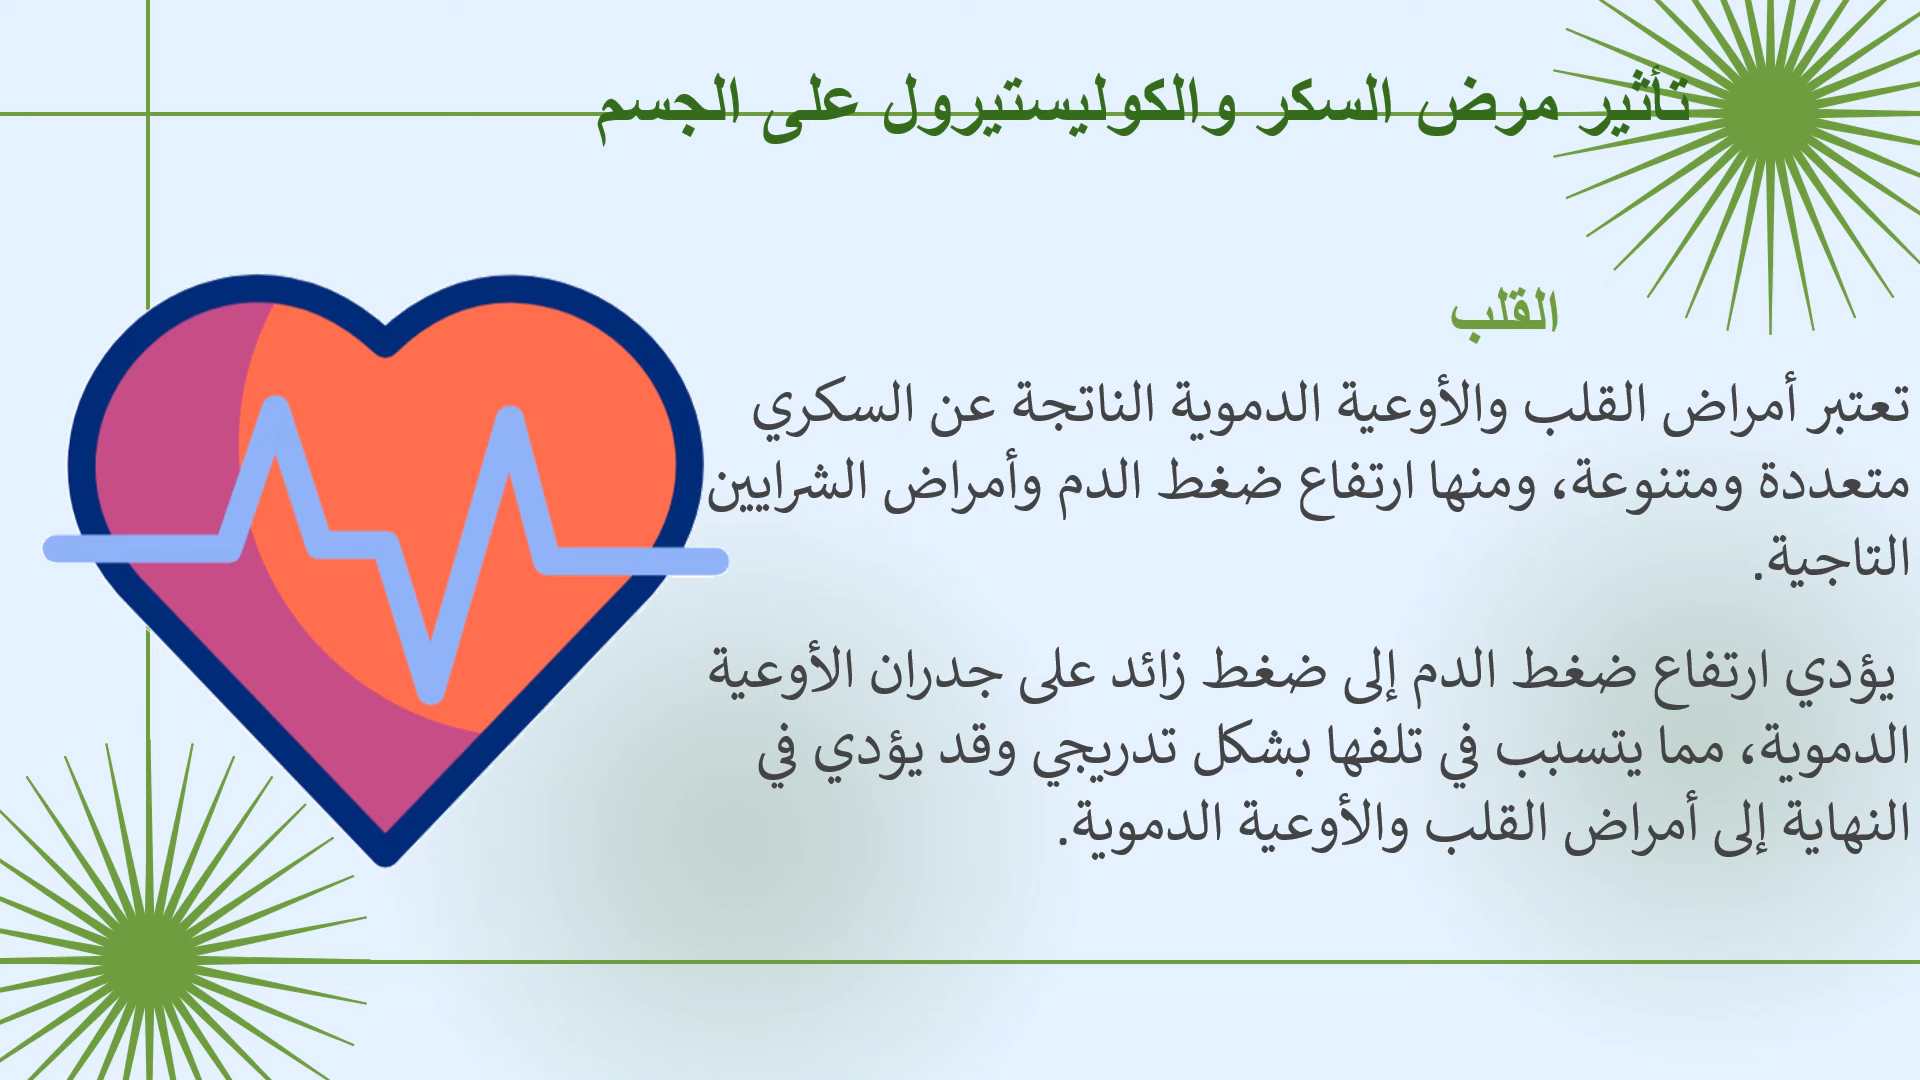 تأثير مرض السكر والكوليستيرول على الجسم
القلب
تعتبر أمراض القلب والأوعية الدموية الناتجة عن السكري
متعددة ومتنوعة، ومنها ارتفاع ضغط الدم وأمراض الشرايين
التاجية.
يؤدي ارتفاع ضغط الدم إلى ضغط زائد على جدران الأوعية
الدموية، مما يتسبب في تلفها بشكل تدريجي وقد يؤدي في
النهاية إلى أمراض القلب والأوعية الدموية.